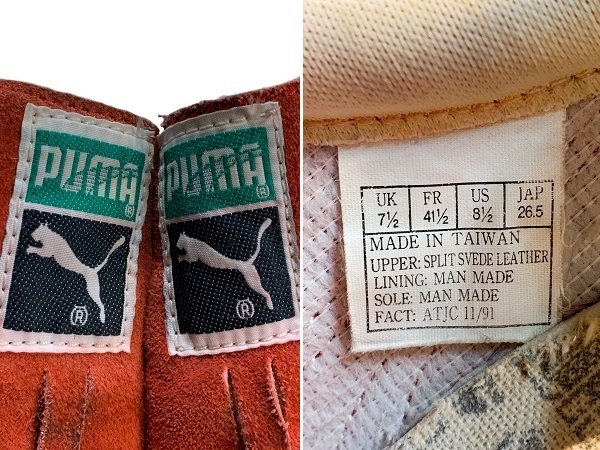 PUMA
®
®
PUMA
®
®
UK FR US JAP
7½ 41½ 8½ 26.5
MADE IN TAIWAN
UPPER: SPLIT SVEDE LEATHER
LINING: MAN MADE
SOLE: MAN MADE
FACT: ATJC 11/91